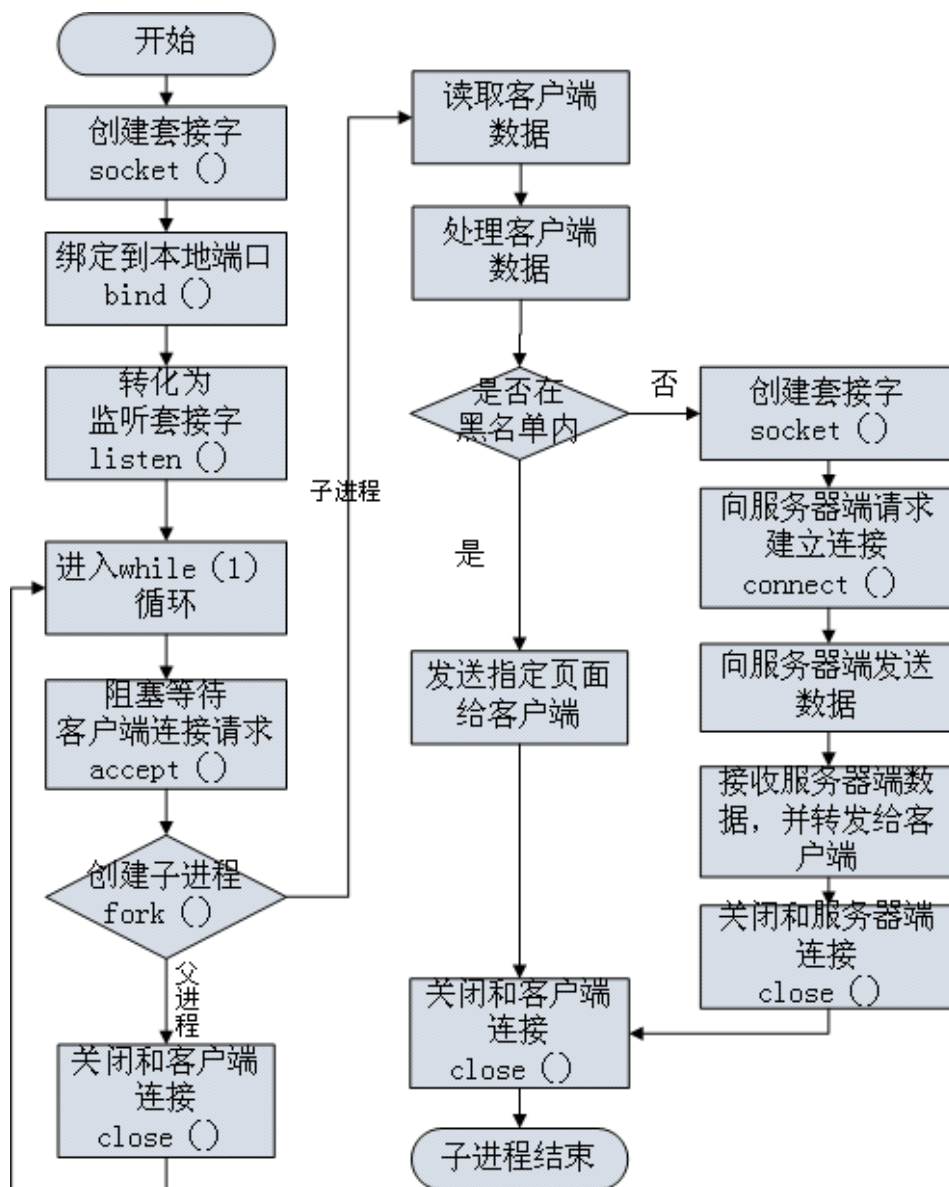 开始
创建套接字
socket（）
绑定到本地端口
bind（）
转化为
监听套接字
listen（）
进入while（1）
循环
阻塞等待
客户端连接请求
accept（）
创建子进程
fork（）
父进程
关闭和客户端
连接
close（）
子进程
读取客户端
数据
处理客户端
数据
是否在
黑名单内
是
发送指定页面
给客户端
关闭和客户端
连接
close（）
子进程结束
否
创建套接字
socket（）
向服务器端请求
建立连接
connect（）
向服务器端发送
数据
接收服务器端数
据，并转发给客
户端
关闭和服务器端
连接
close（）